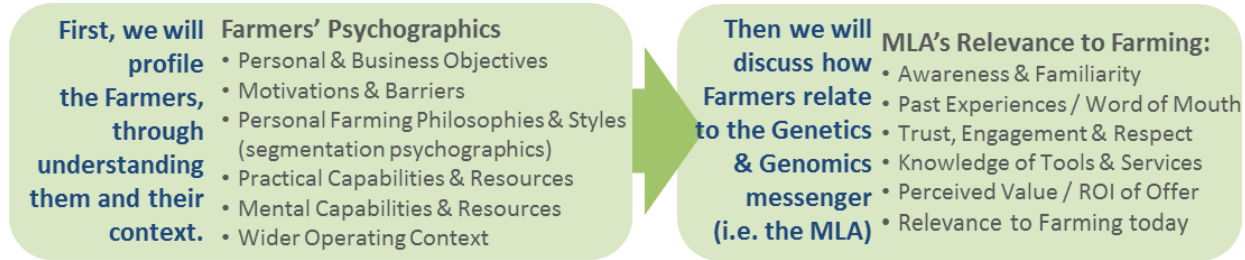 First, we will
profile
the Farmers,
through
understanding
them and their
context.
Farmers' Psychographics
• Personal & Business Objectives
• Motivations & Barriers
• Personal Farming Philosophies & Styles
(segmentation psychographics)
• Practical Capabilities & Resources
• Mental Capabilities & Resources
• Wider Operating Context
Then we will
discuss how
Farmers relate
to the Genetics
& Genomics
messenger
(i.e. the MLA)
MLA's Relevance to Farming:
• Awareness & Familiarity
• Past Experiences / Word of Mouth
• Trust, Engagement & Respect
• Knowledge of Tools & Services
• Perceived Value / ROI of Offer
• Relevance to Farming today